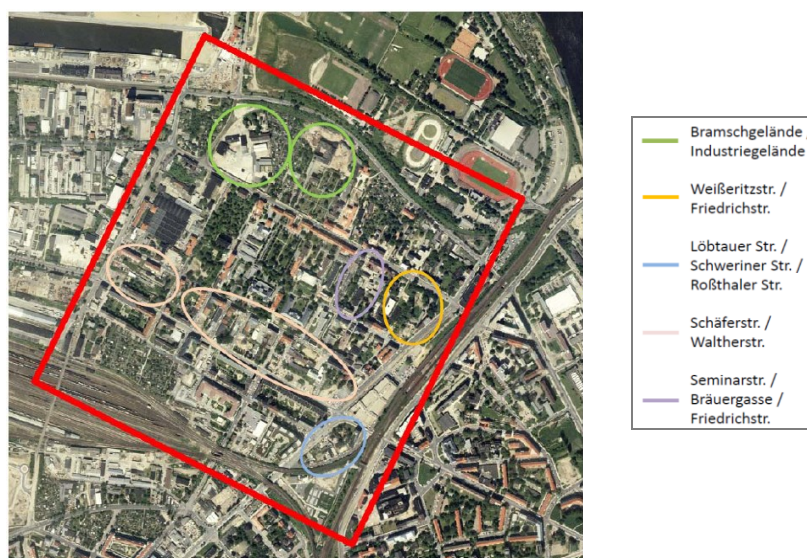 Bramschgelände /
Industriegelände
Weißeritzstr. /
Friedrichstr.
Löbtauer Str. /
Schweriner Str. /
Roßthaler Str.
Schäferstr. /
Waltherstr.
Seminarstr. /
Bräuergasse /
Friedrichstr.